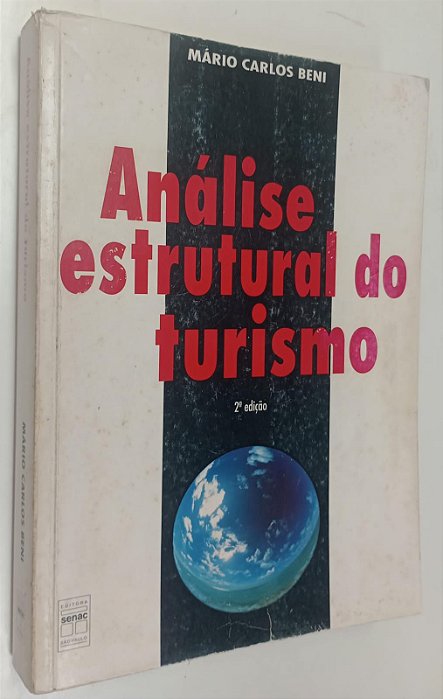 MÁRIO CARLOS BENI
Análise
estrutural do
turismo
2ª edição
EDITORA
senac
SÃO PAULO
MÁRIO CARLOS BENI